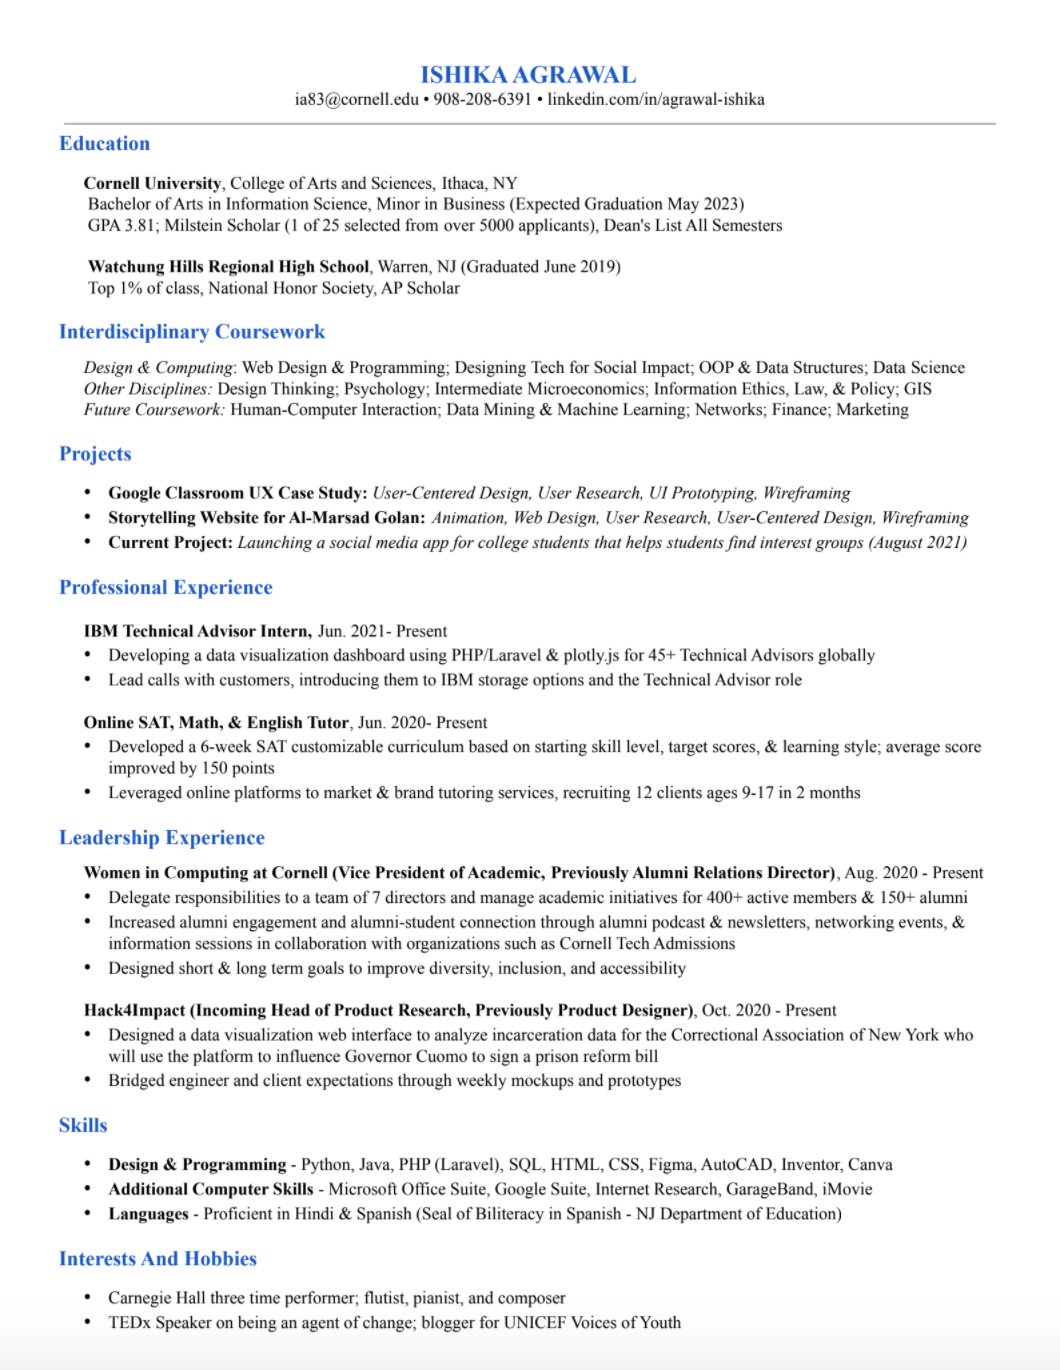 ISHIKA AGRAWAL
ia83@cornell.edu • 908-208-6391 • linkedin.com/in/agrawal-ishika
Education
Cornell University, College of Arts and Sciences, Ithaca, NY
Bachelor of Arts in Information Science, Minor in Business (Expected Graduation May 2023)
GPA 3.81; Milstein Scholar (1 of 25 selected from over 5000 applicants), Dean's List All Semesters
Watchung Hills Regional High School, Warren, NJ (Graduated June 2019)
Top 1% of class, National Honor Society, AP Scholar
Interdisciplinary Coursework
Design & Computing: Web Design & Programming; Designing Tech for Social Impact; OOP & Data Structures; Data Science
Other Disciplines: Design Thinking; Psychology; Intermediate Microeconomics; Information Ethics, Law, & Policy; GIS
Future Coursework: Human-Computer Interaction; Data Mining & Machine Learning; Networks; Finance; Marketing
Projects
• Google Classroom UX Case Study: User-Centered Design, User Research, UI Prototyping, Wireframing
• Storytelling Website for Al-Marsad Golan: Animation, Web Design, User Research, User-Centered Design, Wireframing
• Current Project: Launching a social media app for college students that helps students find interest groups (August 2021)
Professional Experience
IBM Technical Advisor Intern, Jun. 2021- Present
• Developing a data visualization dashboard using PHP/Laravel & plotly.js for 45+ Technical Advisors globally
• Lead calls with customers, introducing them to IBM storage options and the Technical Advisor role
Online SAT, Math, & English Tutor, Jun. 2020- Present
• Developed a 6-week SAT customizable curriculum based on starting skill level, target scores, & learning style; average score
improved by 150 points
• Leveraged online platforms to market & brand tutoring services, recruiting 12 clients ages 9-17 in 2 months
Leadership Experience
Women in Computing at Cornell (Vice President of Academic, Previously Alumni Relations Director), Aug. 2020 - Present
• Delegate responsibilities to a team of 7 directors and manage academic initiatives for 400+ active members & 150+ alumni
• Increased alumni engagement and alumni-student connection through alumni podcast & newsletters, networking events, &
information sessions in collaboration with organizations such as Cornell Tech Admissions
• Designed short & long term goals to improve diversity, inclusion, and accessibility
Hack4Impact (Incoming Head of Product Research, Previously Product Designer), Oct. 2020 - Present
• Designed a data visualization web interface to analyze incarceration data for the Correctional Association of New York who
will use the platform to influence Governor Cuomo to sign a prison reform bill
• Bridged engineer and client expectations through weekly mockups and prototypes
Skills
• Design & Programming - Python, Java, PHP (Laravel), SQL, HTML, CSS, Figma, AutoCAD, Inventor, Canva
• Additional Computer Skills - Microsoft Office Suite, Google Suite, Internet Research, GarageBand, iMovie
• Languages - Proficient in Hindi & Spanish (Seal of Biliteracy in Spanish - NJ Department of Education)
Interests And Hobbies
• Carnegie Hall three time performer; flutist, pianist, and composer
• TEDx Speaker on being an agent of change; blogger for UNICEF Voices of Youth